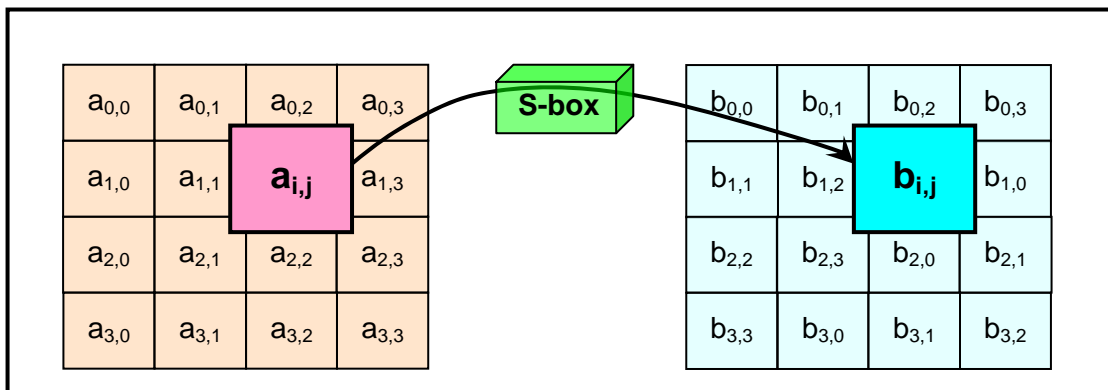 a0,0 a0,1 a0,2 a0,3
S-box
b0,0 b0,1 b0,2 b0,3
a1,0 a1,1 ai,j a1,3
b1,1 b1,2 bi,j b1,0
a2,0 a2,1 a2,2 a2,3
b2,2 b2,3 b2,0 b2,1
a3,0 a3,1 a3,2 a3,3
b3,3 b3,0 b3,1 b3,2